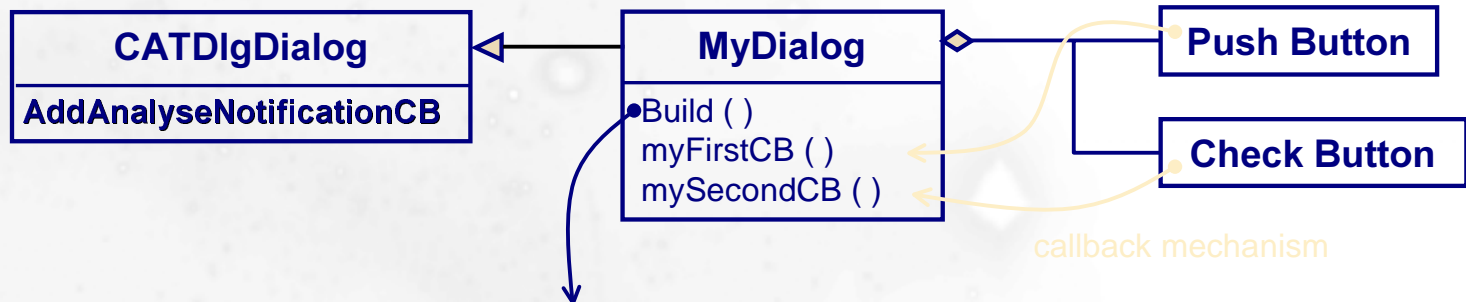 CATDlgDialog
AddAnalyseNotificationCB
MyDialog
Build ( )
myFirstCB ( )
mySecondCB ( )
Push Button
Check Button
callback mechanism